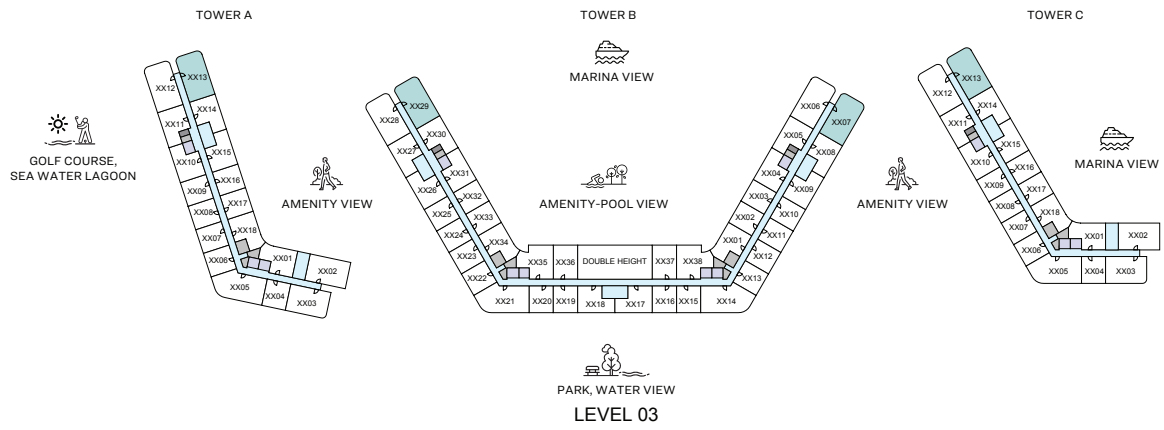 TOWER A
TOWER B
TOWER C
MARINA VIEW
GOLF COURSE,
SEA WATER LAGOON
AMENITY VIEW
AMENITY-POOL VIEW
AMENITY VIEW
MARINA VIEW
XX12
XX13
XX11
XX14
XX10
XX15
XX09
XX16
XX08
XX17
XX07
XX18
XX06
XX01
XX02
XX05
XX04
XX03
XX28
XX29
XX27
XX30
XX26
XX31
XX25
XX32
XX24
XX33
XX23
XX34
XX22
XX35
XX36
DOUBLE HEIGHT
XX37
XX38
XX21
XX20
XX19
XX18
XX17
XX16
XX15
XX14
XX06
XX07
XX05
XX08
XX04
XX09
XX03
XX10
XX02
XX11
XX01
XX12
XX13
XX12
XX13
XX11
XX14
XX10
XX15
XX09
XX16
XX08
XX17
XX07
XX18
XX06
XX01
XX02
XX05
XX04
XX03
PARK, WATER VIEW
LEVEL 03